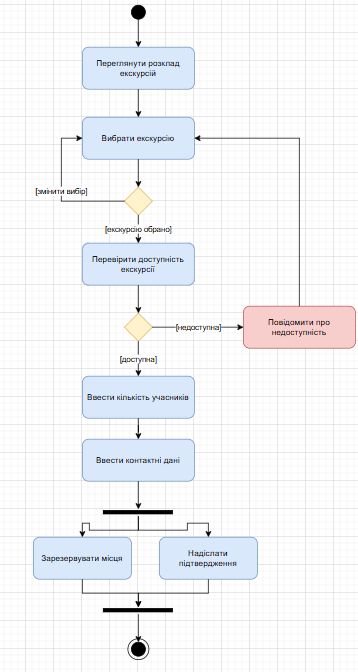 Переглянути розклад
екскурсій
Вибрати екскурсію
[змінити вибір]
[екскурсію обрано]
Перевірити доступність
екскурсії
[недоступна]
Повідомити про
недоступність
[доступна]
Ввести кількість учасників
Ввести контактні дані
Зарезервувати місця
Надіслати
підтвердження